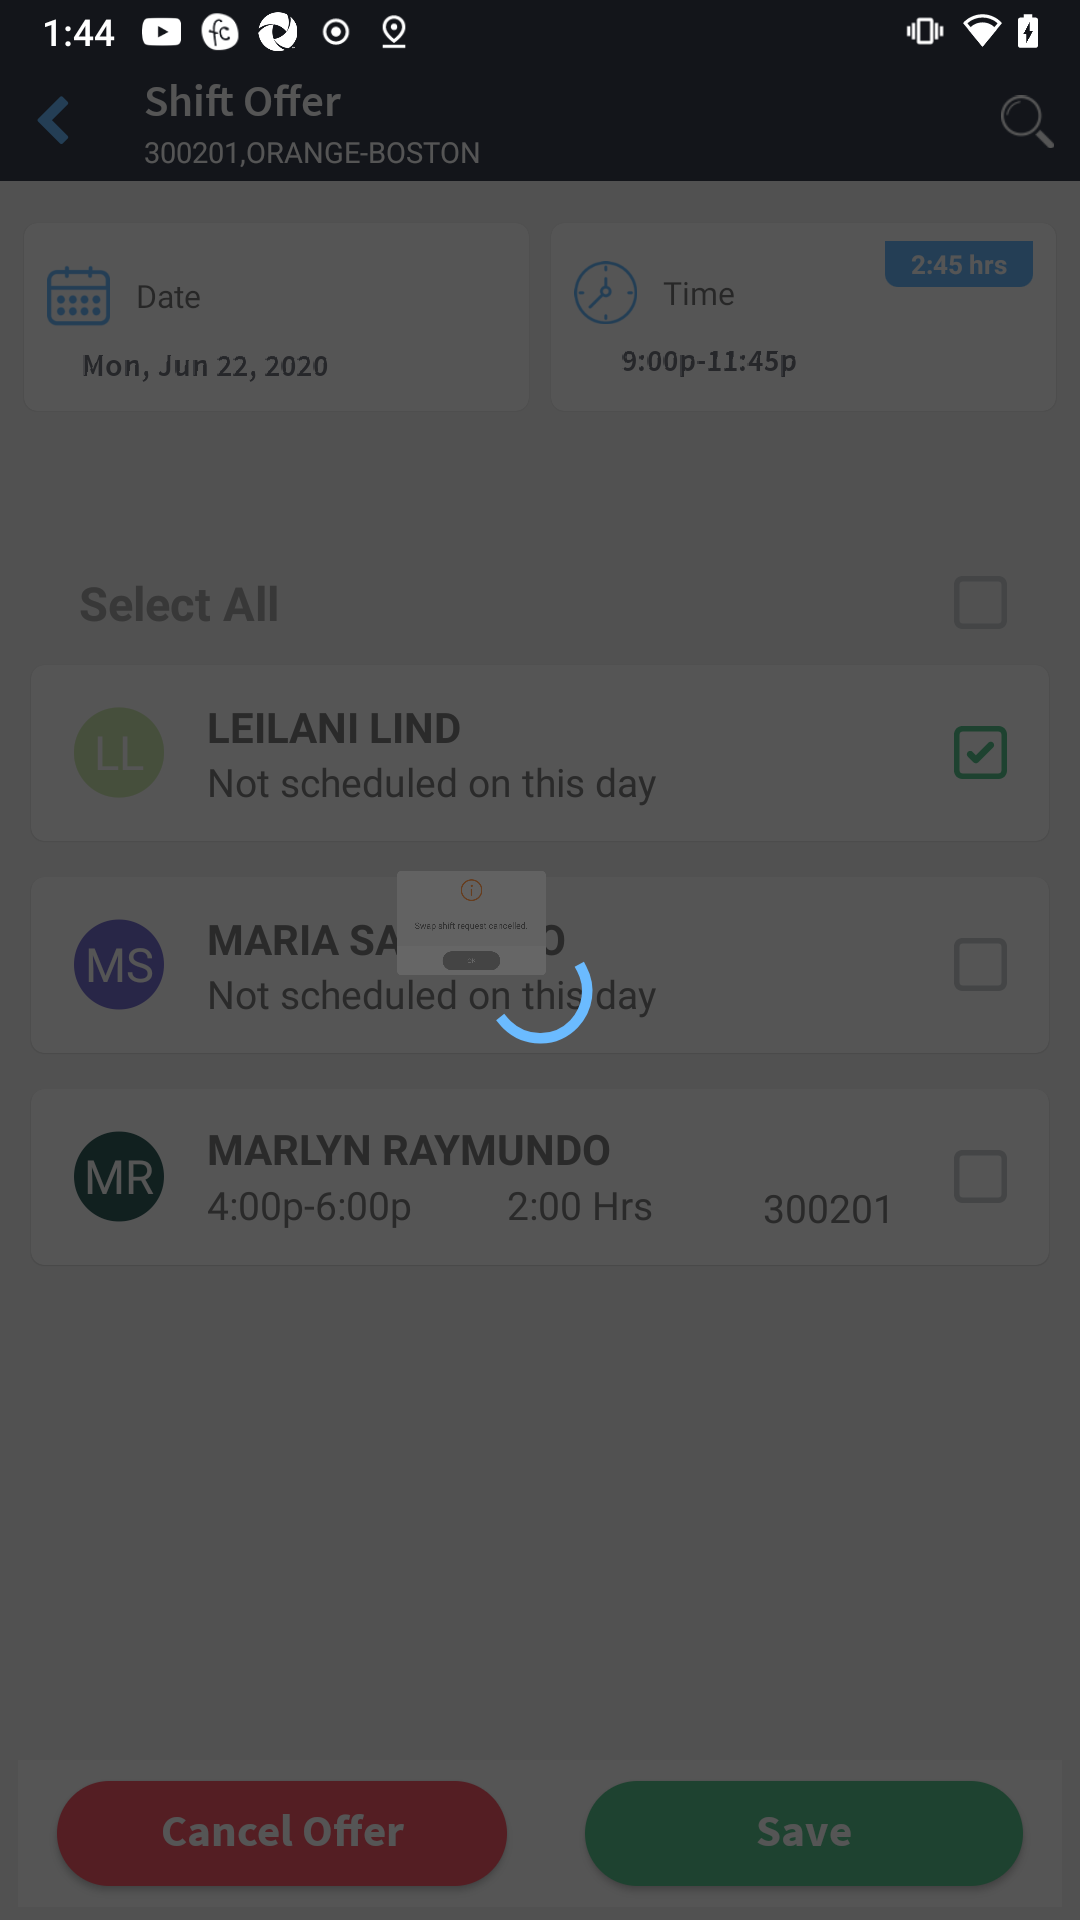 1:44
Shift Offer
300201,ORANGE-BOSTON
Date
Mon, Jun 22, 2020
Time
2:45 hrs
9:00p-11:45p
Select All
LL
LEILANI LIND
Not scheduled on this day
MS
MARIA SA
O
Swap shift request cancelled.
Not scheduled on this day
MR
MARLYN RAYMUNDO
4:00p-6:00p 2:00 Hrs 300201
Cancel Offer
Save